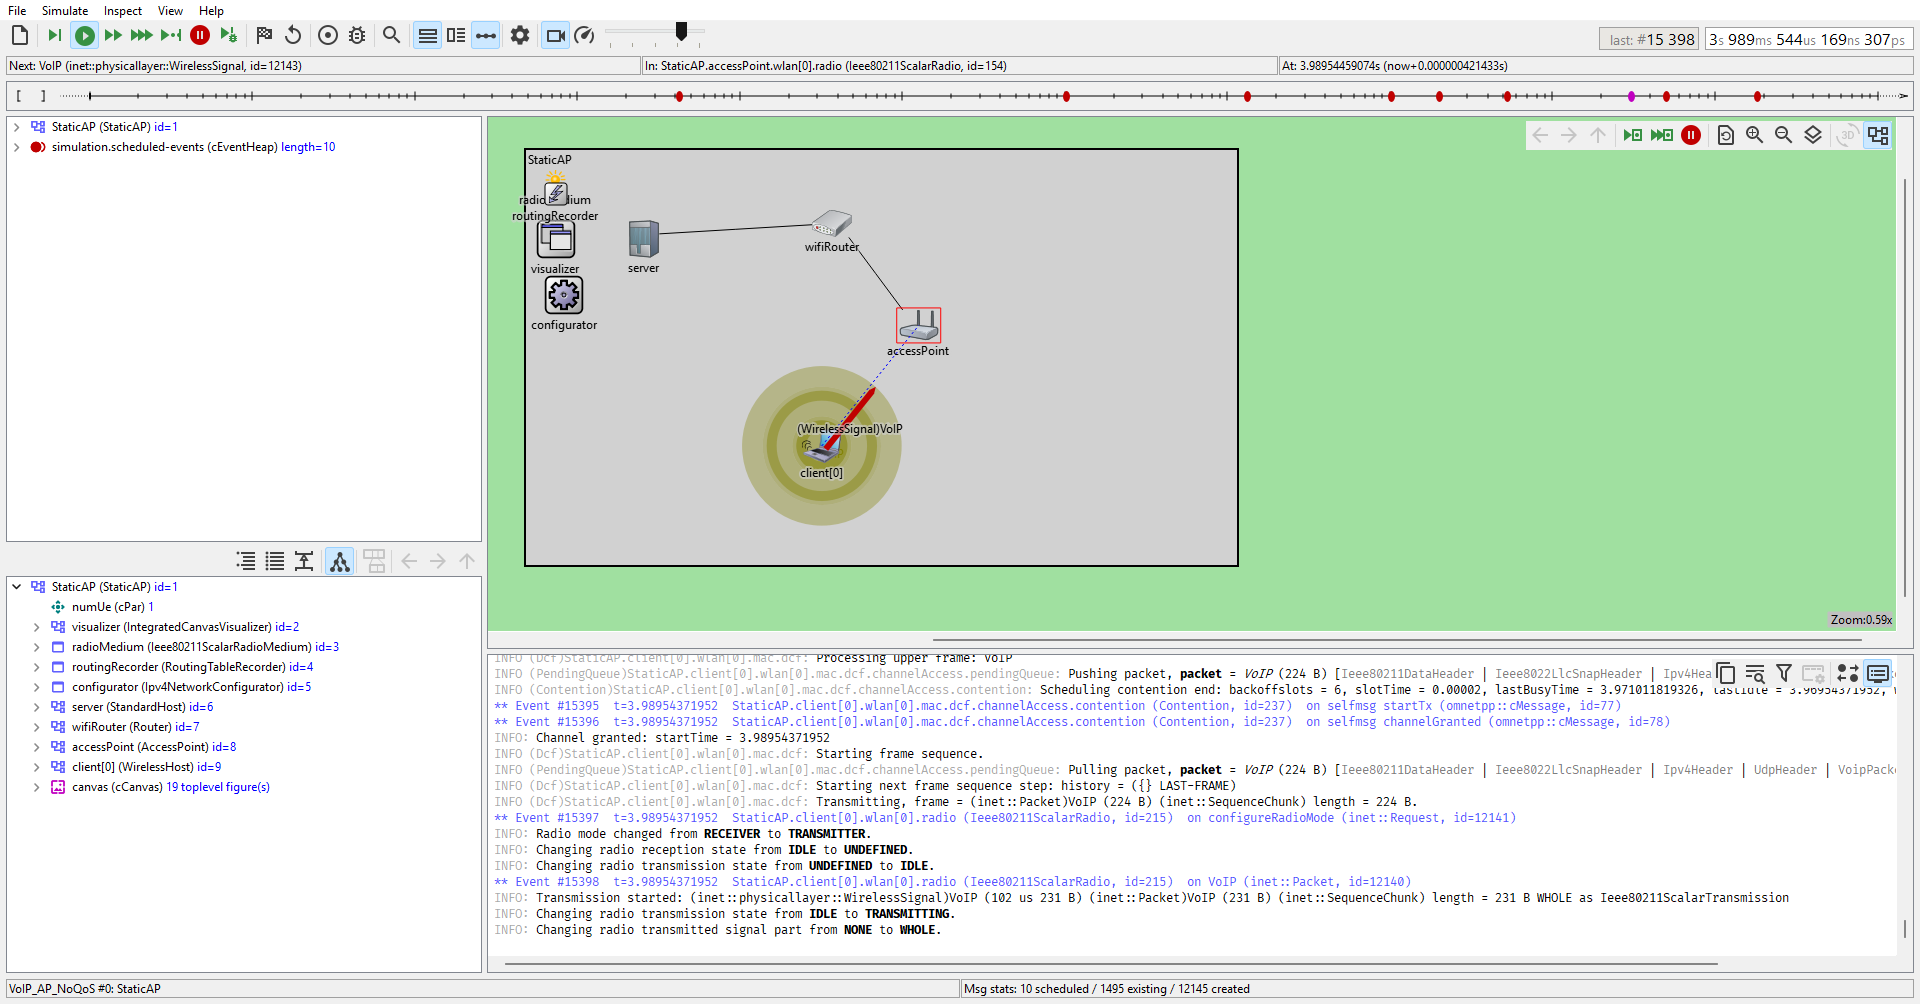 File Simulate Inspect View Help
last: #15 398 3s 989ms 544us 169ns 307ps
Next: VoIP (inet::physicallayer::WirelessSignal, id=12143) In: StaticAP.accessPoint.wlan[0].radio (Ieee80211ScalarRadio, id=154) At: 3.98954459074s (now+0.000000421433s)
[ ]
StaticAP (StaticAP) id=1
simulation.scheduled-events (cEventHeap) length=10
3D
StaticAP
routingRecorder
visualizer
configurator
server
wifiRouter
accessPoint
(WirelessSignal)VoIP
client[0]
Zoom:0.59x
StaticAP (StaticAP) id=1
numUe (cPar) 1
visualizer (IntegratedCanvasVisualizer) id=2
radioMedium (Ieee80211ScalarRadioMedium) id=3
routingRecorder (RoutingTableRecorder) id=4
configurator (Ipv4NetworkConfigurator) id=5
server (StandardHost) id=6
wifiRouter (Router) id=7
accessPoint (AccessPoint) id=8
client[0] (WirelessHost) id=9
canvas (cCanvas) 19 toplevel figure(s)
INFO (Dcf)StaticAP.client[0].wlan[0].mac.dcf: Processing upper frame: VoIP
INFO (PendingQueue)StaticAP.client[0].wlan[0].mac.dcf.channelAccess.pendingQueue: Pushing packet, packet = VoIP (224 B) [Ieee80211DataHeader | Ieee8022LlcSnapHeader | Ipv4Hea
INFO (Contention)StaticAP.client[0].wlan[0].mac.dcf.channelAccess.contention: Scheduling contention end: backoffslots = 6, slotTime = 0.00002, lastBusyTime = 3.971011819326, lastIdle = 3.96954371952,
** Event #15395 t=3.98954371952 StaticAP.client[0].wlan[0].mac.dcf.channelAccess.contention (Contention, id=237) on selfmsg startTx (omnetpp::cMessage, id=77)
** Event #15396 t=3.98954371952 StaticAP.client[0].wlan[0].mac.dcf.channelAccess.contention (Contention, id=237) on selfmsg channelGranted (omnetpp::cMessage, id=78)
INFO: Channel granted: startTime = 3.98954371952
INFO (Dcf)StaticAP.client[0].wlan[0].mac.dcf: Starting frame sequence.
INFO (PendingQueue)StaticAP.client[0].wlan[0].mac.dcf.channelAccess.pendingQueue: Pulling packet, packet = VoIP (224 B) [Ieee80211DataHeader | Ieee8022LlcSnapHeader | Ipv4Header | UdpHeader | VoipPack
INFO (Dcf)StaticAP.client[0].wlan[0].mac.dcf: Starting next frame sequence step: history = ({} LAST-FRAME)
INFO (Dcf)StaticAP.client[0].wlan[0].mac.dcf: Transmitting, frame = (inet::Packet)VoIP (224 B) (inet::SequenceChunk) length = 224 B.
** Event #15397 t=3.98954371952 StaticAP.client[0].wlan[0].radio (Ieee80211ScalarRadio, id=215) on configureRadioMode (inet::Request, id=12141)
INFO: Radio mode changed from RECEIVER to TRANSMITTER.
INFO: Changing radio reception state from IDLE to UNDEFINED.
INFO: Changing radio transmission state from UNDEFINED to IDLE.
** Event #15398 t=3.98954371952 StaticAP.client[0].wlan[0].radio (Ieee80211ScalarRadio, id=215) on VoIP (inet::Packet, id=12140)
INFO: Transmission started: (inet::physicallayer::WirelessSignal)VoIP (102 us 231 B) (inet::Packet)VoIP (231 B) (inet::SequenceChunk) length = 231 B WHOLE as Ieee80211ScalarTransmission
INFO: Changing radio transmission state from IDLE to TRANSMITTING.
INFO: Changing radio transmitted signal part from NONE to WHOLE.
VoIP_AP_NoQoS #0: StaticAP Msg stats: 10 scheduled / 1495 existing / 12145 created